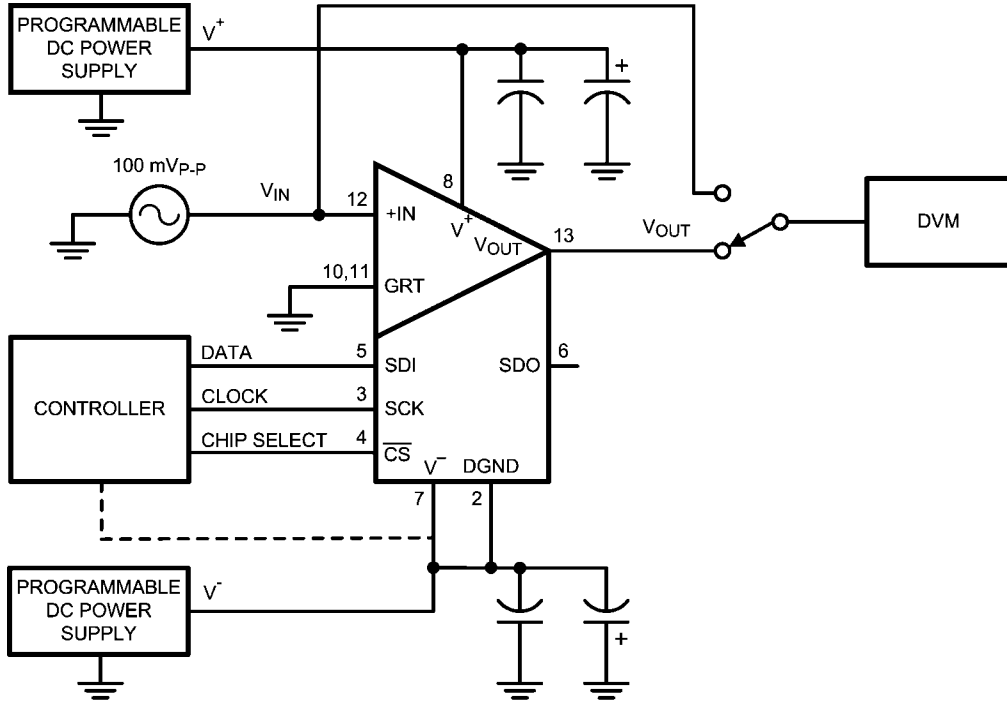 PROGRAMMABLE
DC POWER
SUPPLY
V+
+
100 mVP-P
VIN
12
+IN
8
V+
VOUT
13
VOUT
DVM
10,11
GRT
CONTROLLER
DATA
5
SDI
SDO
6
CLOCK
3
SCK
CHIP SELECT
4
CS
V-
DGND
7
2
PROGRAMMABLE
DC POWER
SUPPLY
V-
+